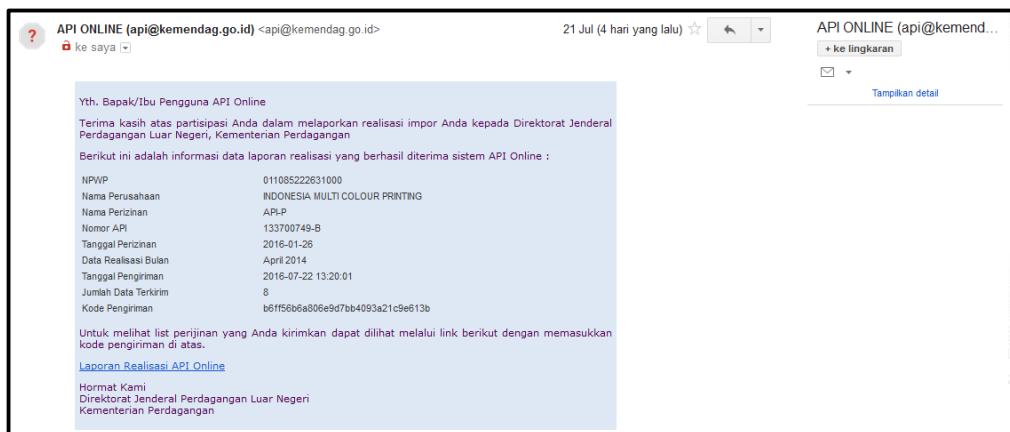 API ONLINE (api@kemendag.go.id) <api@kemendag.go.id>
21 Jul (4 hari yang lalu)
ke saya
API ONLINE (api@kemend...
+ ke lingkaran
Tampilkan detail
Yth. Bapak/Ibu Pengguna API Online
Terima kasih atas partisipasi Anda dalam melaporkan realisasi impor Anda kepada Direktorat Jenderal
Perdagangan Luar Negeri, Kementerian Perdagangan
Berikut ini adalah informasi data laporan realisasi yang berhasil diterima sistem API Online :
NPWP 011085222631000
Nama Perusahaan INDONESIA MULTI COLOUR PRINTING
Nama Perizinan API-P
Nomor API 133700749-B
Tanggal Perizinan 2016-01-26
Data Realisasi Bulan April 2014
Tanggal Pengiriman 2016-07-22 13:20:01
Jumlah Data Terkirim 8
Kode Pengiriman b6ff56b6a806e9d7bb4093a21c9e613b
Untuk melihat list perijinan yang Anda kirimkan dapat dilihat melalui link berikut dengan memasukkan
kode pengiriman di atas.
Laporan Realisasi API Online
Hormat Kami
Direktorat Jenderal Perdagangan Luar Negeri
Kementerian Perdagangan